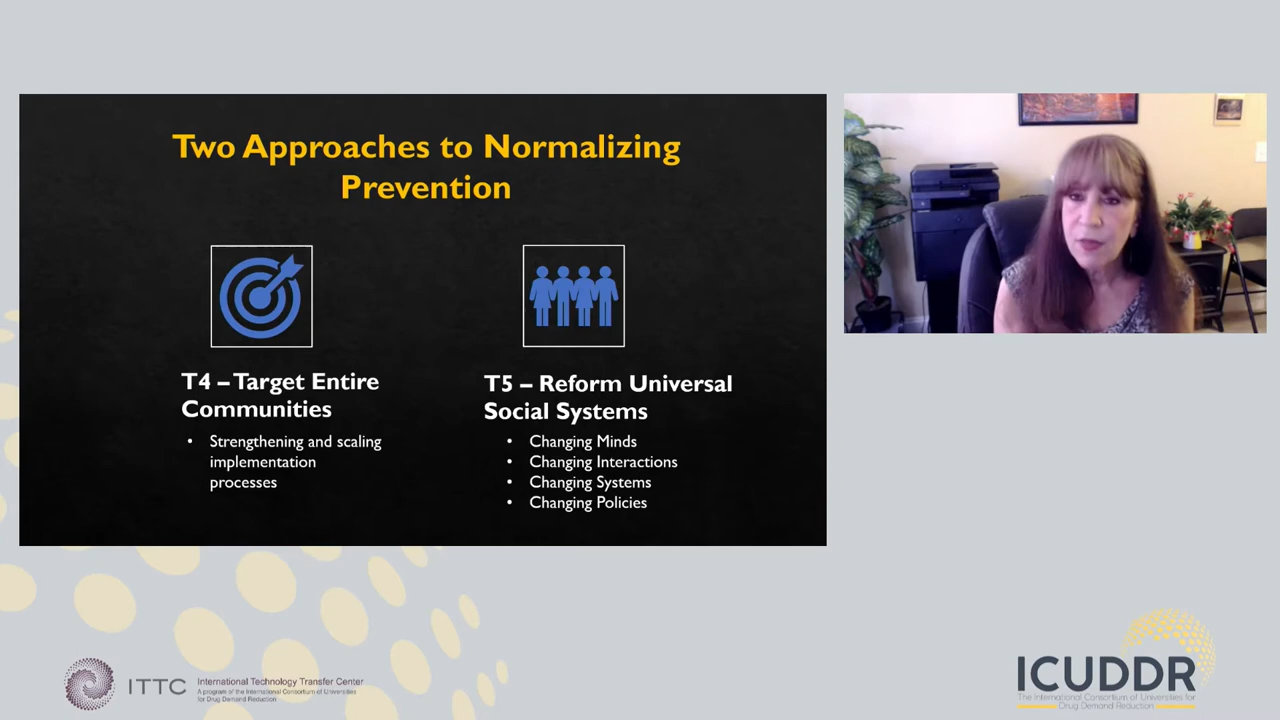 Two Approaches to Normalizing
Prevention
T4 – Target Entire
Communities
• Strengthening and scaling
implementation
processes
T5 – Reform Universal
Social Systems
• Changing Minds
• Changing Interactions
• Changing Systems
• Changing Policies
ITTC
International Technology Transfer Center
A program of the International Consortium of Universities
for Drug Demand Reduction
ICUDDR
The International Consortium of Universities for
Drug Demand Reduction